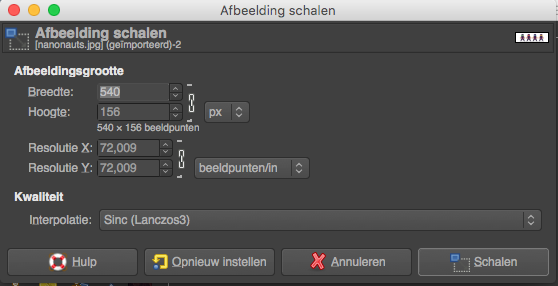 Afbeelding schalen
Afbeelding schalen
[nanonauts.jpg] (geïmporteerd)-2
Afbeeldingsgrootte
Breedte: 540
Hoogte: 156 px
540 × 156 beeldpunten
Resolutie X: 72,009
Resolutie Y: 72,009 beeldpunten/in
Kwaliteit
Interpolatie: Sinc (Lanczos3)
Hulp Opnieuw instellen Annuleren Schalen